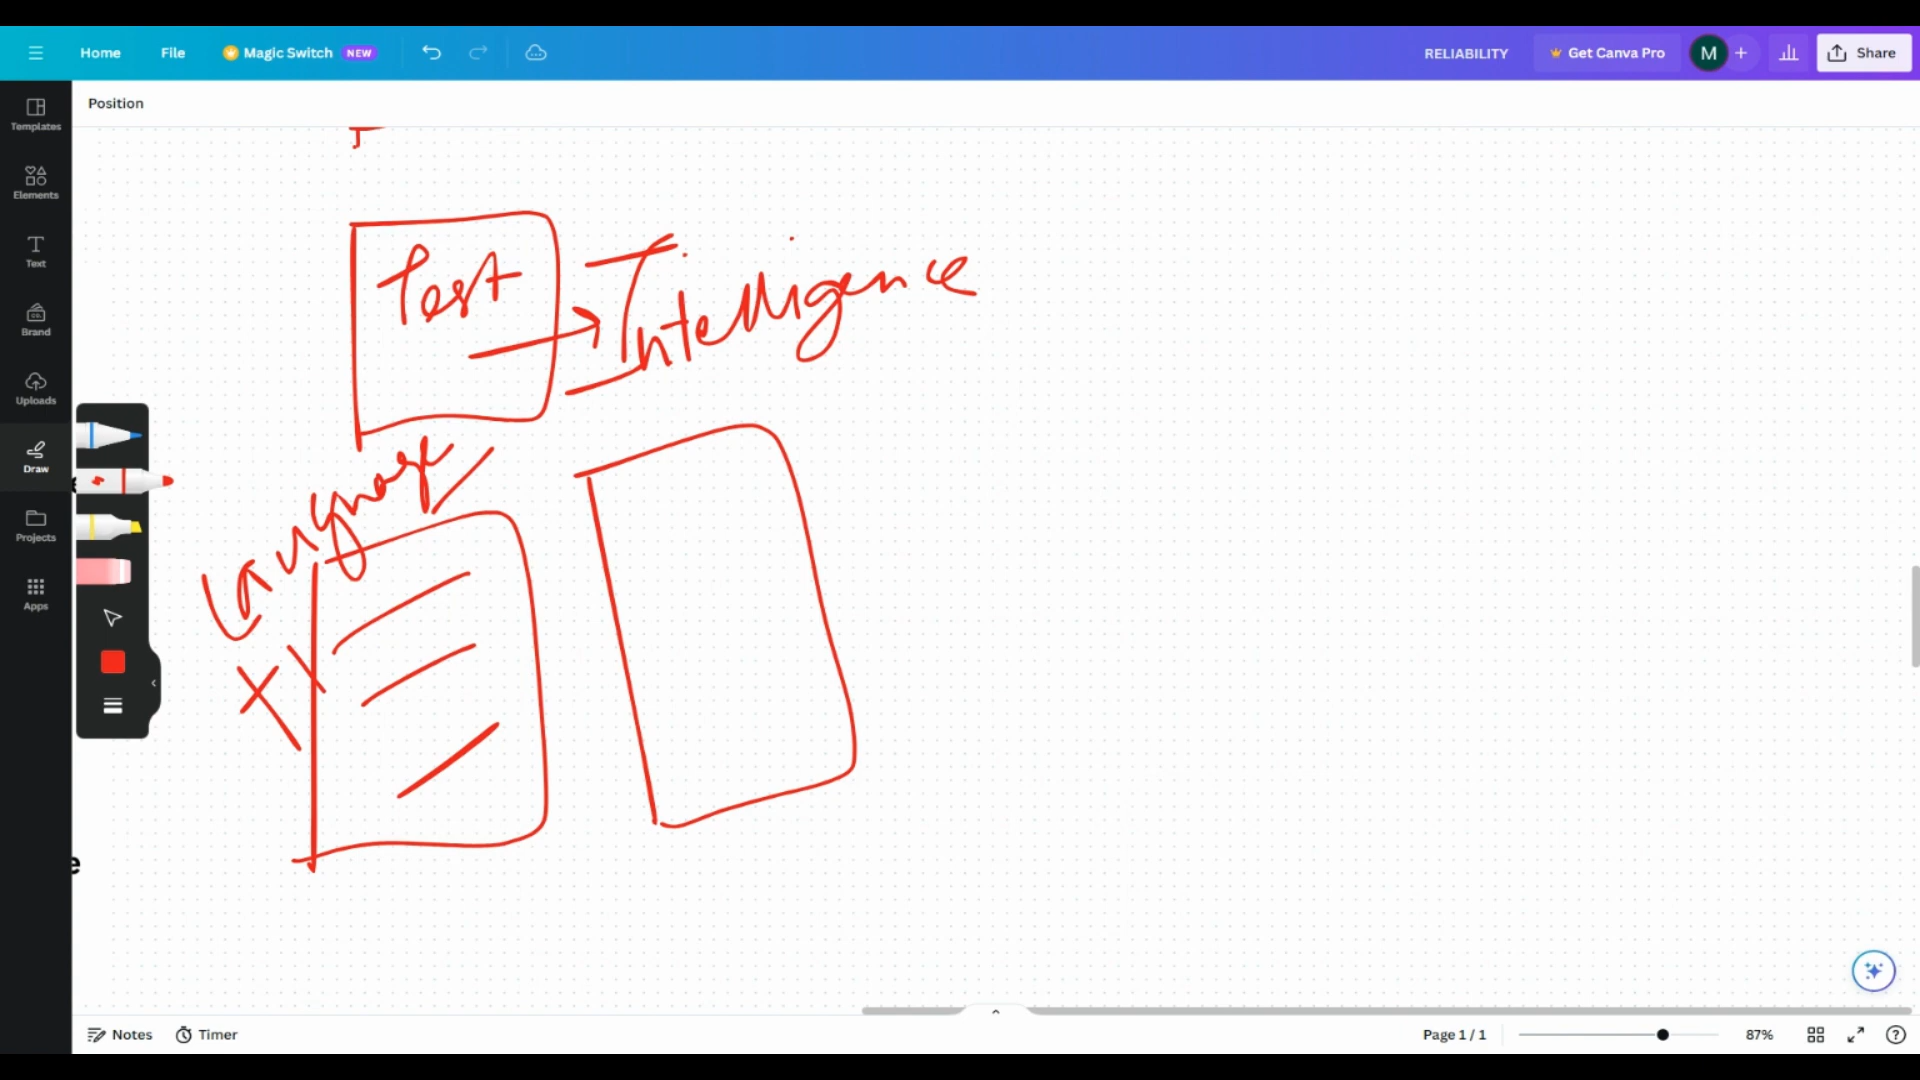 Home File Magic Switch NEW RELIABILITY Get Canva Pro M + Share
Position
Templates
Elements
Text
CO.
Brand
Uploads
Draw
Projects
Apps
Test
Intelligence
Language
e
Notes Timer Page 1 / 1 87% ?